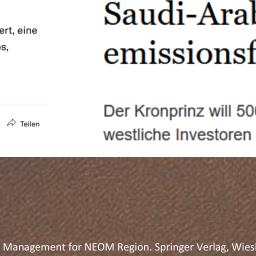 Saudi-Arab
emissionsf
ert, eine
s,
Der Kronprinz will 50
westliche Investoren
Teilen
Management for NEOM Region. Springer Verlag, Wies